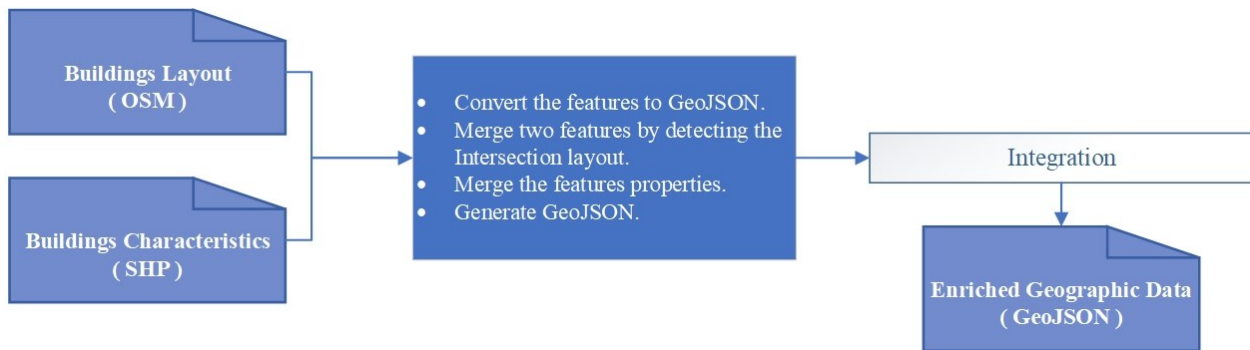 Buildings Layout
( OSM )
Buildings Characteristics
( SHP )
• Convert the features to GeoJSON.
• Merge two features by detecting the
Intersection layout.
• Merge the features properties.
• Generate GeoJSON.
Integration
Enriched Geographic Data
( GeoJSON )